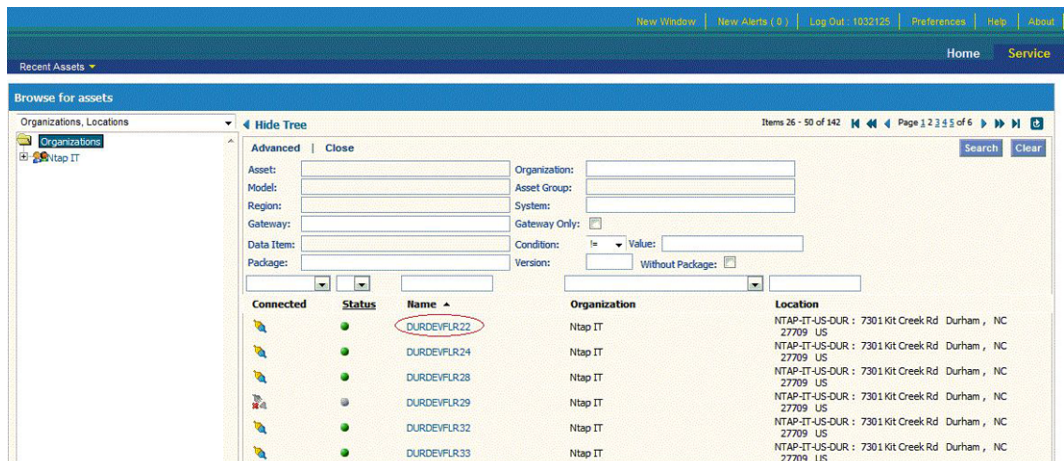 New Window | New Alerts ( 0 ) | Log Out : 1032125 | Preferences | Help | About
Home Service
Recent Assets
Browse for assets
Organizations, Locations
Hide Tree
Items 26 - 50 of 142 Page 1 2 3 4 5 of 6
Organizations
Ntap IT
Advanced | Close
Search Clear
Asset: Organization:
Model: Asset Group:
Region: System:
Gateway: Gateway Only:
Data Item: Condition: != Value:
Package: Version: Without Package:
Connected Status Name Organization Location
DURDEVFLR22 Ntap IT NTAP-IT-US-DUR : 7301 Kit Creek Rd Durham , NC
27709 US
DURDEVFLR24 Ntap IT NTAP-IT-US-DUR : 7301 Kit Creek Rd Durham , NC
27709 US
DURDEVFLR28 Ntap IT NTAP-IT-US-DUR : 7301 Kit Creek Rd Durham , NC
27709 US
DURDEVFLR29 Ntap IT NTAP-IT-US-DUR : 7301 Kit Creek Rd Durham , NC
27709 US
DURDEVFLR32 Ntap IT NTAP-IT-US-DUR : 7301 Kit Creek Rd Durham , NC
27709 US
DURDEVFLR33 Ntap IT NTAP-IT-US-DUR : 7301 Kit Creek Rd Durham , NC
27709 US